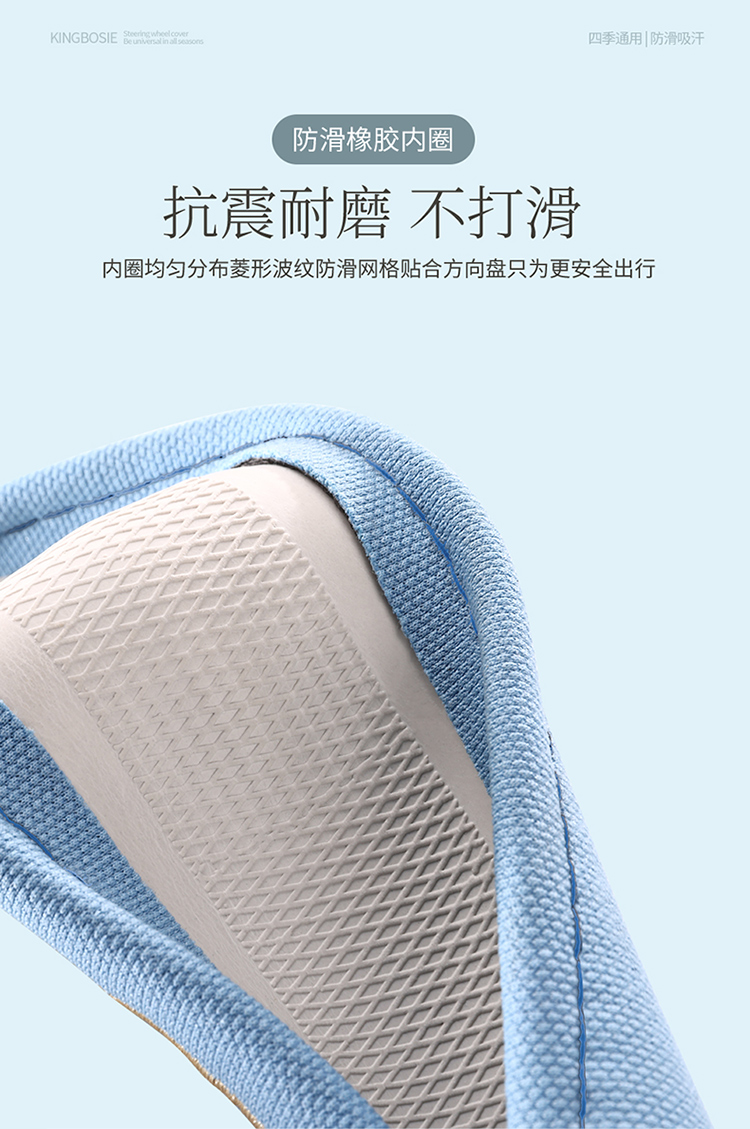 KINGBOSIE
Steering wheel cover
Be universal in all seasons
四季通用 | 防滑吸汗
防滑橡胶内圈
抗震耐磨 不打滑
内圈均匀分布菱形波纹防滑网格贴合方向盘只为更安全出行